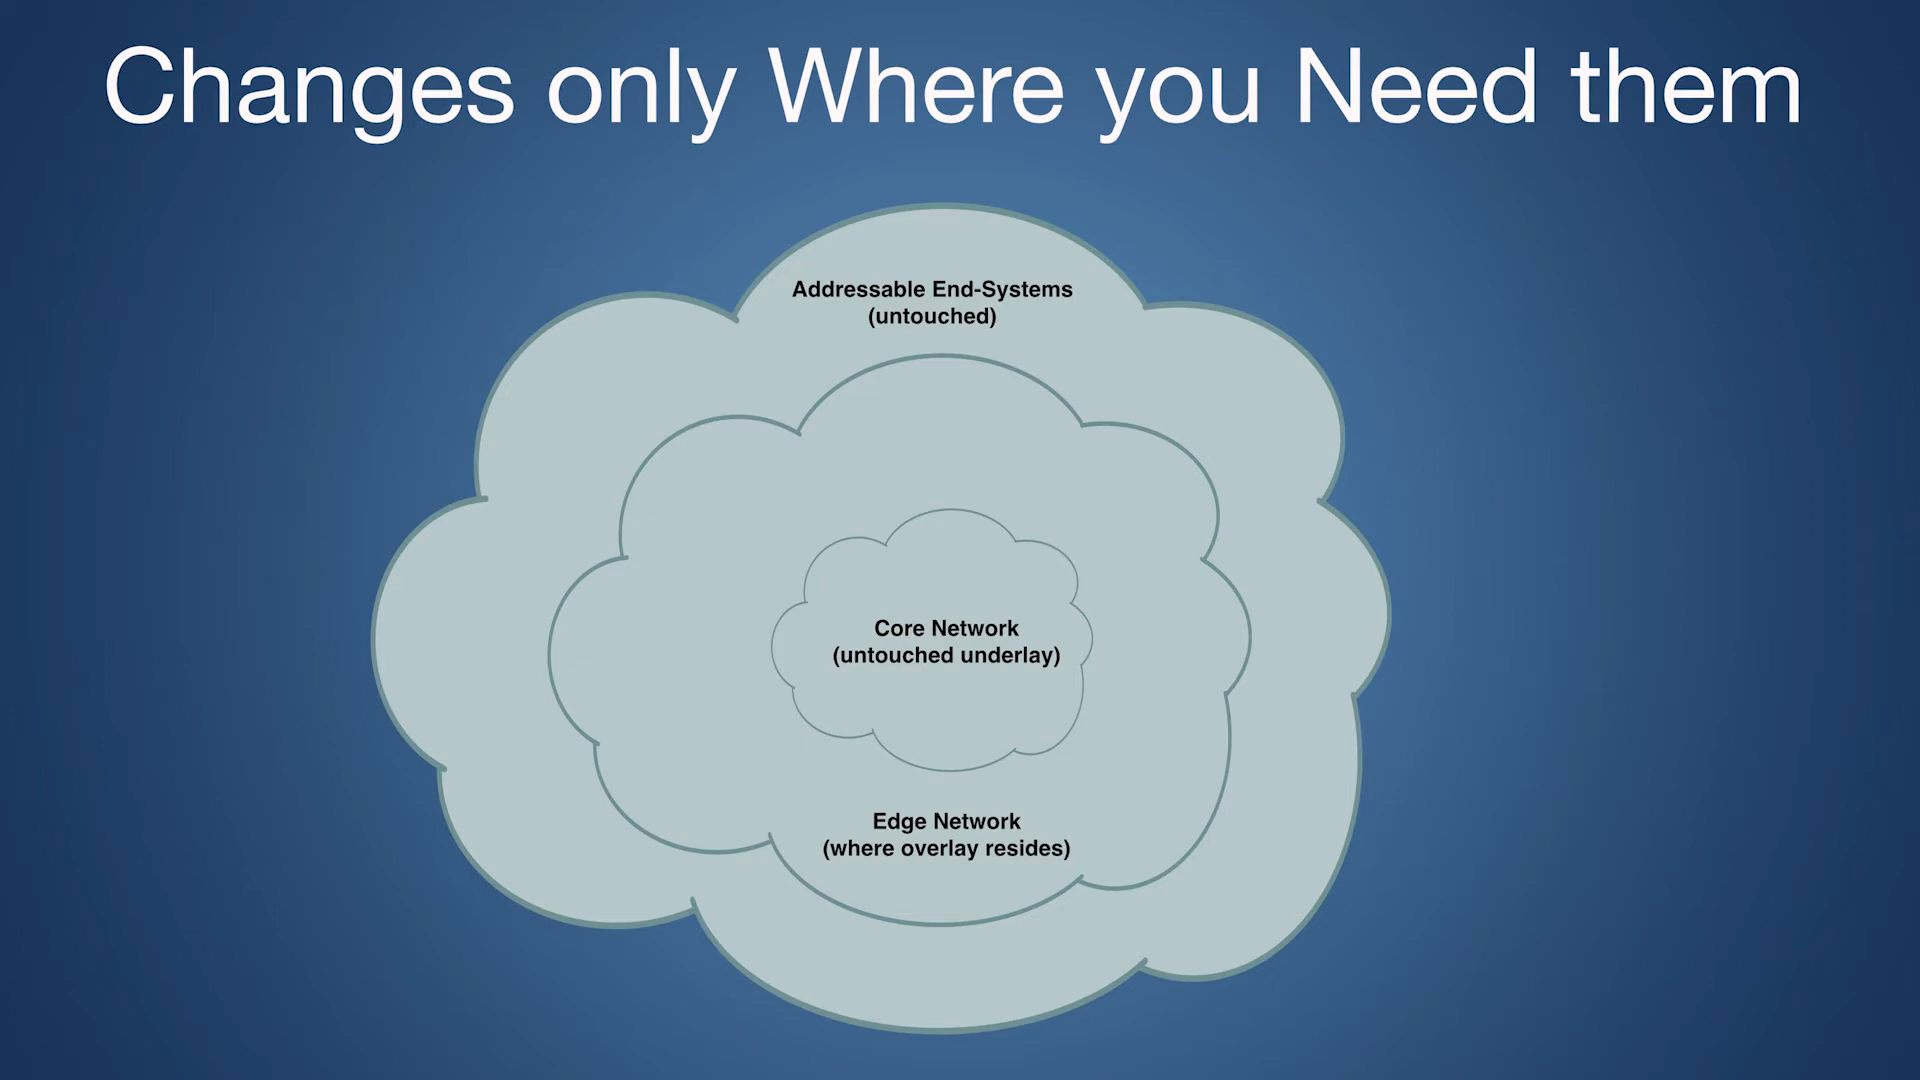 Changes only Where you Need them
Addressable End-Systems
(untouched)
Core Network
(untouched underlay)
Edge Network
(where overlay resides)